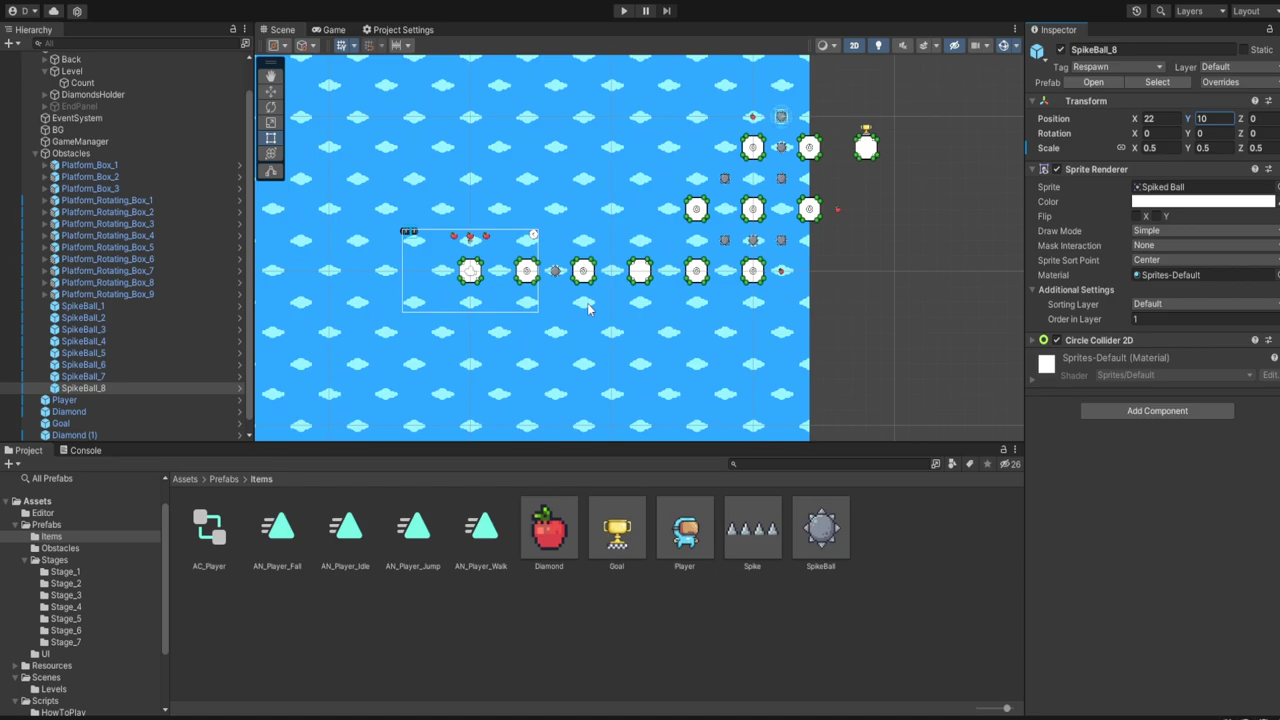 D
Layers
Layout
Hierarchy
All
Back
Level
Count
DiamondsHolder
EndPanel
EventSystem
BG
GameManager
Obstacles
Platform_Box_1
Platform_Box_2
Platform_Box_3
Platform_Rotating_Box_1
Platform_Rotating_Box_2
Platform_Rotating_Box_3
Platform_Rotating_Box_4
Platform_Rotating_Box_5
Platform_Rotating_Box_6
Platform_Rotating_Box_7
Platform_Rotating_Box_8
Platform_Rotating_Box_9
SpikeBall_1
SpikeBall_2
SpikeBall_3
SpikeBall_4
SpikeBall_5
SpikeBall_6
SpikeBall_7
SpikeBall_8
Player
Diamond
Goal
Diamond (1)
Scene Game Project Settings
2D
Inspector
SpikeBall_8 Static
Tag Respawn Layer Default
Prefab Open Select Overrides
Transform
Position X 22 Y 10 Z 0
Rotation X 0 Y 0 Z 0
Scale X 0.5 Y 0.5 Z 0.5
Sprite Renderer
Sprite Spiked Ball
Color
Flip X Y
Draw Mode Simple
Mask Interaction None
Sprite Sort Point Center
Material Sprites-Default
Additional Settings
Sorting Layer Default
Order in Layer 1
Circle Collider 2D
Sprites-Default (Material)
Shader Sprites/Default Edit.
Add Component
Project Console
26
All Prefabs
Assets
Editor
Prefabs
Items
Obstacles
Stages
Stage_1
Stage_2
Stage_3
Stage_4
Stage_5
Stage_6
Stage_7
UI
Resources
Scenes
Levels
Scripts
HowToPlay
Assets > Prefabs > Items
AC_Player AN_Player_Fall AN_Player_Idle AN_Player_Jump AN_Player_Walk Diamond Goal Player Spike SpikeBall